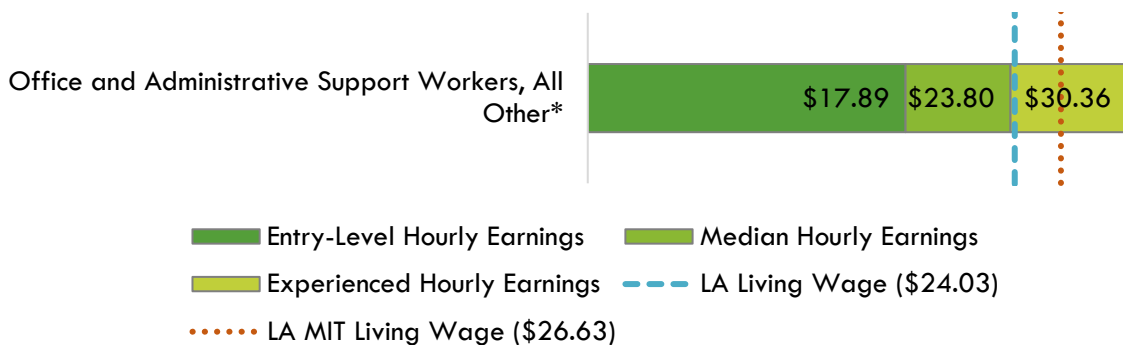 Office and Administrative Support Workers, All
Other*
$17.89 $23.80 $30.36
Entry-Level Hourly Earnings
Median Hourly Earnings
Experienced Hourly Earnings
LA Living Wage ($24.03)
LA MIT Living Wage ($26.63)